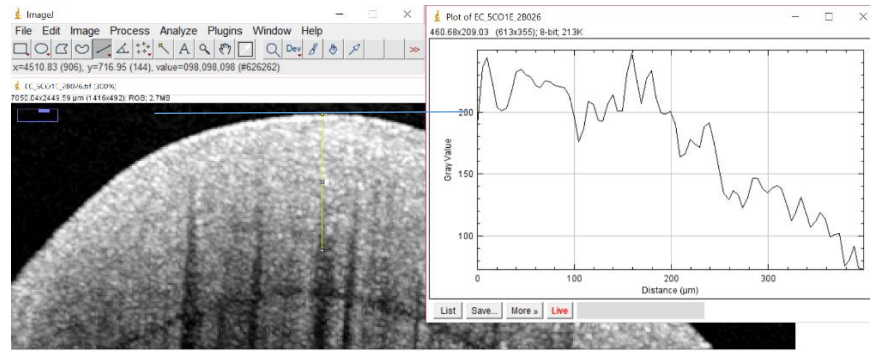 ImageJ
File Edit Image Process Analyze Plugins Window Help
A Dev >>
x=4510.83 (906), y=716.95 (144), value=098,098,098 (#626262)
EC_5CO1E_2B026.tif (300%)
7050.04x2449.59 µm (1416x492); RGB; 2.7MB
Plot of EC_5CO1E_2B026
460.68x209.03 (613x355); 8-bit; 213K
Gray Value
200
150
100
0 100 200 300
Distance (µm)
List Save... More » Live